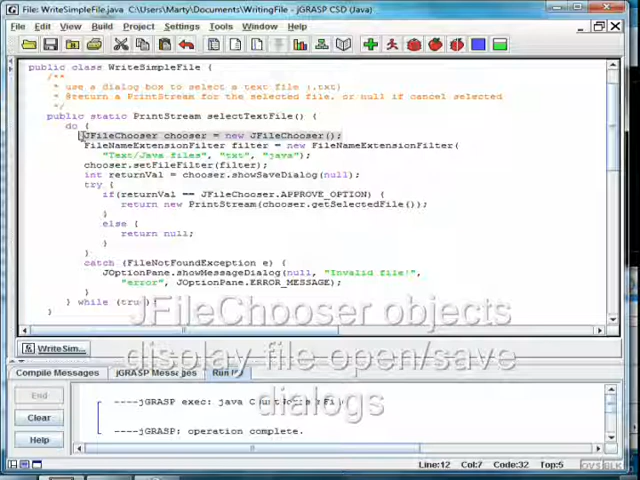 File: WriteSimpleFile.java C:\Users\Marty\Documents\WritingFile - jGRASP CSD (Java)
File Edit View Build Project Settings Tools Window Help
public class WriteSimpleFile {
/**
* use a dialog box to select a text file (.txt)
* @return a PrintStream for the selected file, or null if cancel selected
*/
public static PrintStream selectTextFile() {
do {
JFileChooser chooser = new JFileChooser();
FileNameExtensionFilter filter = new FileNameExtensionFilter(
"Text/Java files", "txt", "java");
chooser.setFileFilter(filter);
int returnVal = chooser.showSaveDialog(null);
try {
if(returnVal == JFileChooser.APPROVE_OPTION) {
return new PrintStream(chooser.getSelectedFile());
}
else {
return null;
}
}
catch (FileNotFoundException e) {
JOptionPane.showMessageDialog(null, "Invalid file!",
"error", JOptionPane.ERROR_MESSAGE);
}
} while (true);
}
JFileChooser objects
display file open/save
dialogs
WriteSim...
Compile Messages jGRASP Messages Run I/O
End
Clear
Help
----jGRASP exec: java
----jGRASP: operation complete.
Line:12 Col:7 Code:32 Top:5 OVS BLK